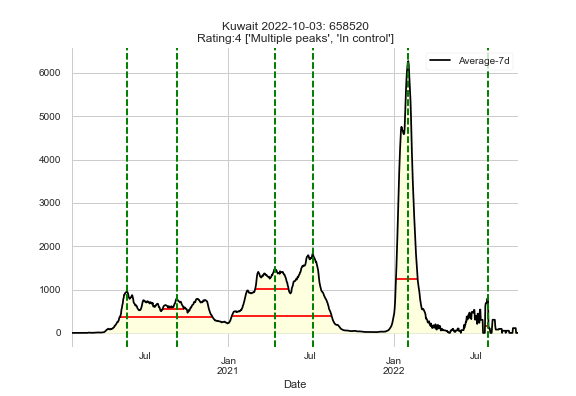 Kuwait 2022-10-03: 658520
Rating:4 ['Multiple peaks', 'In control']
Average-7d
6000
5000
4000
3000
2000
1000
0
Jul
Jan
2021
Jul
Jan
2022
Jul
Date